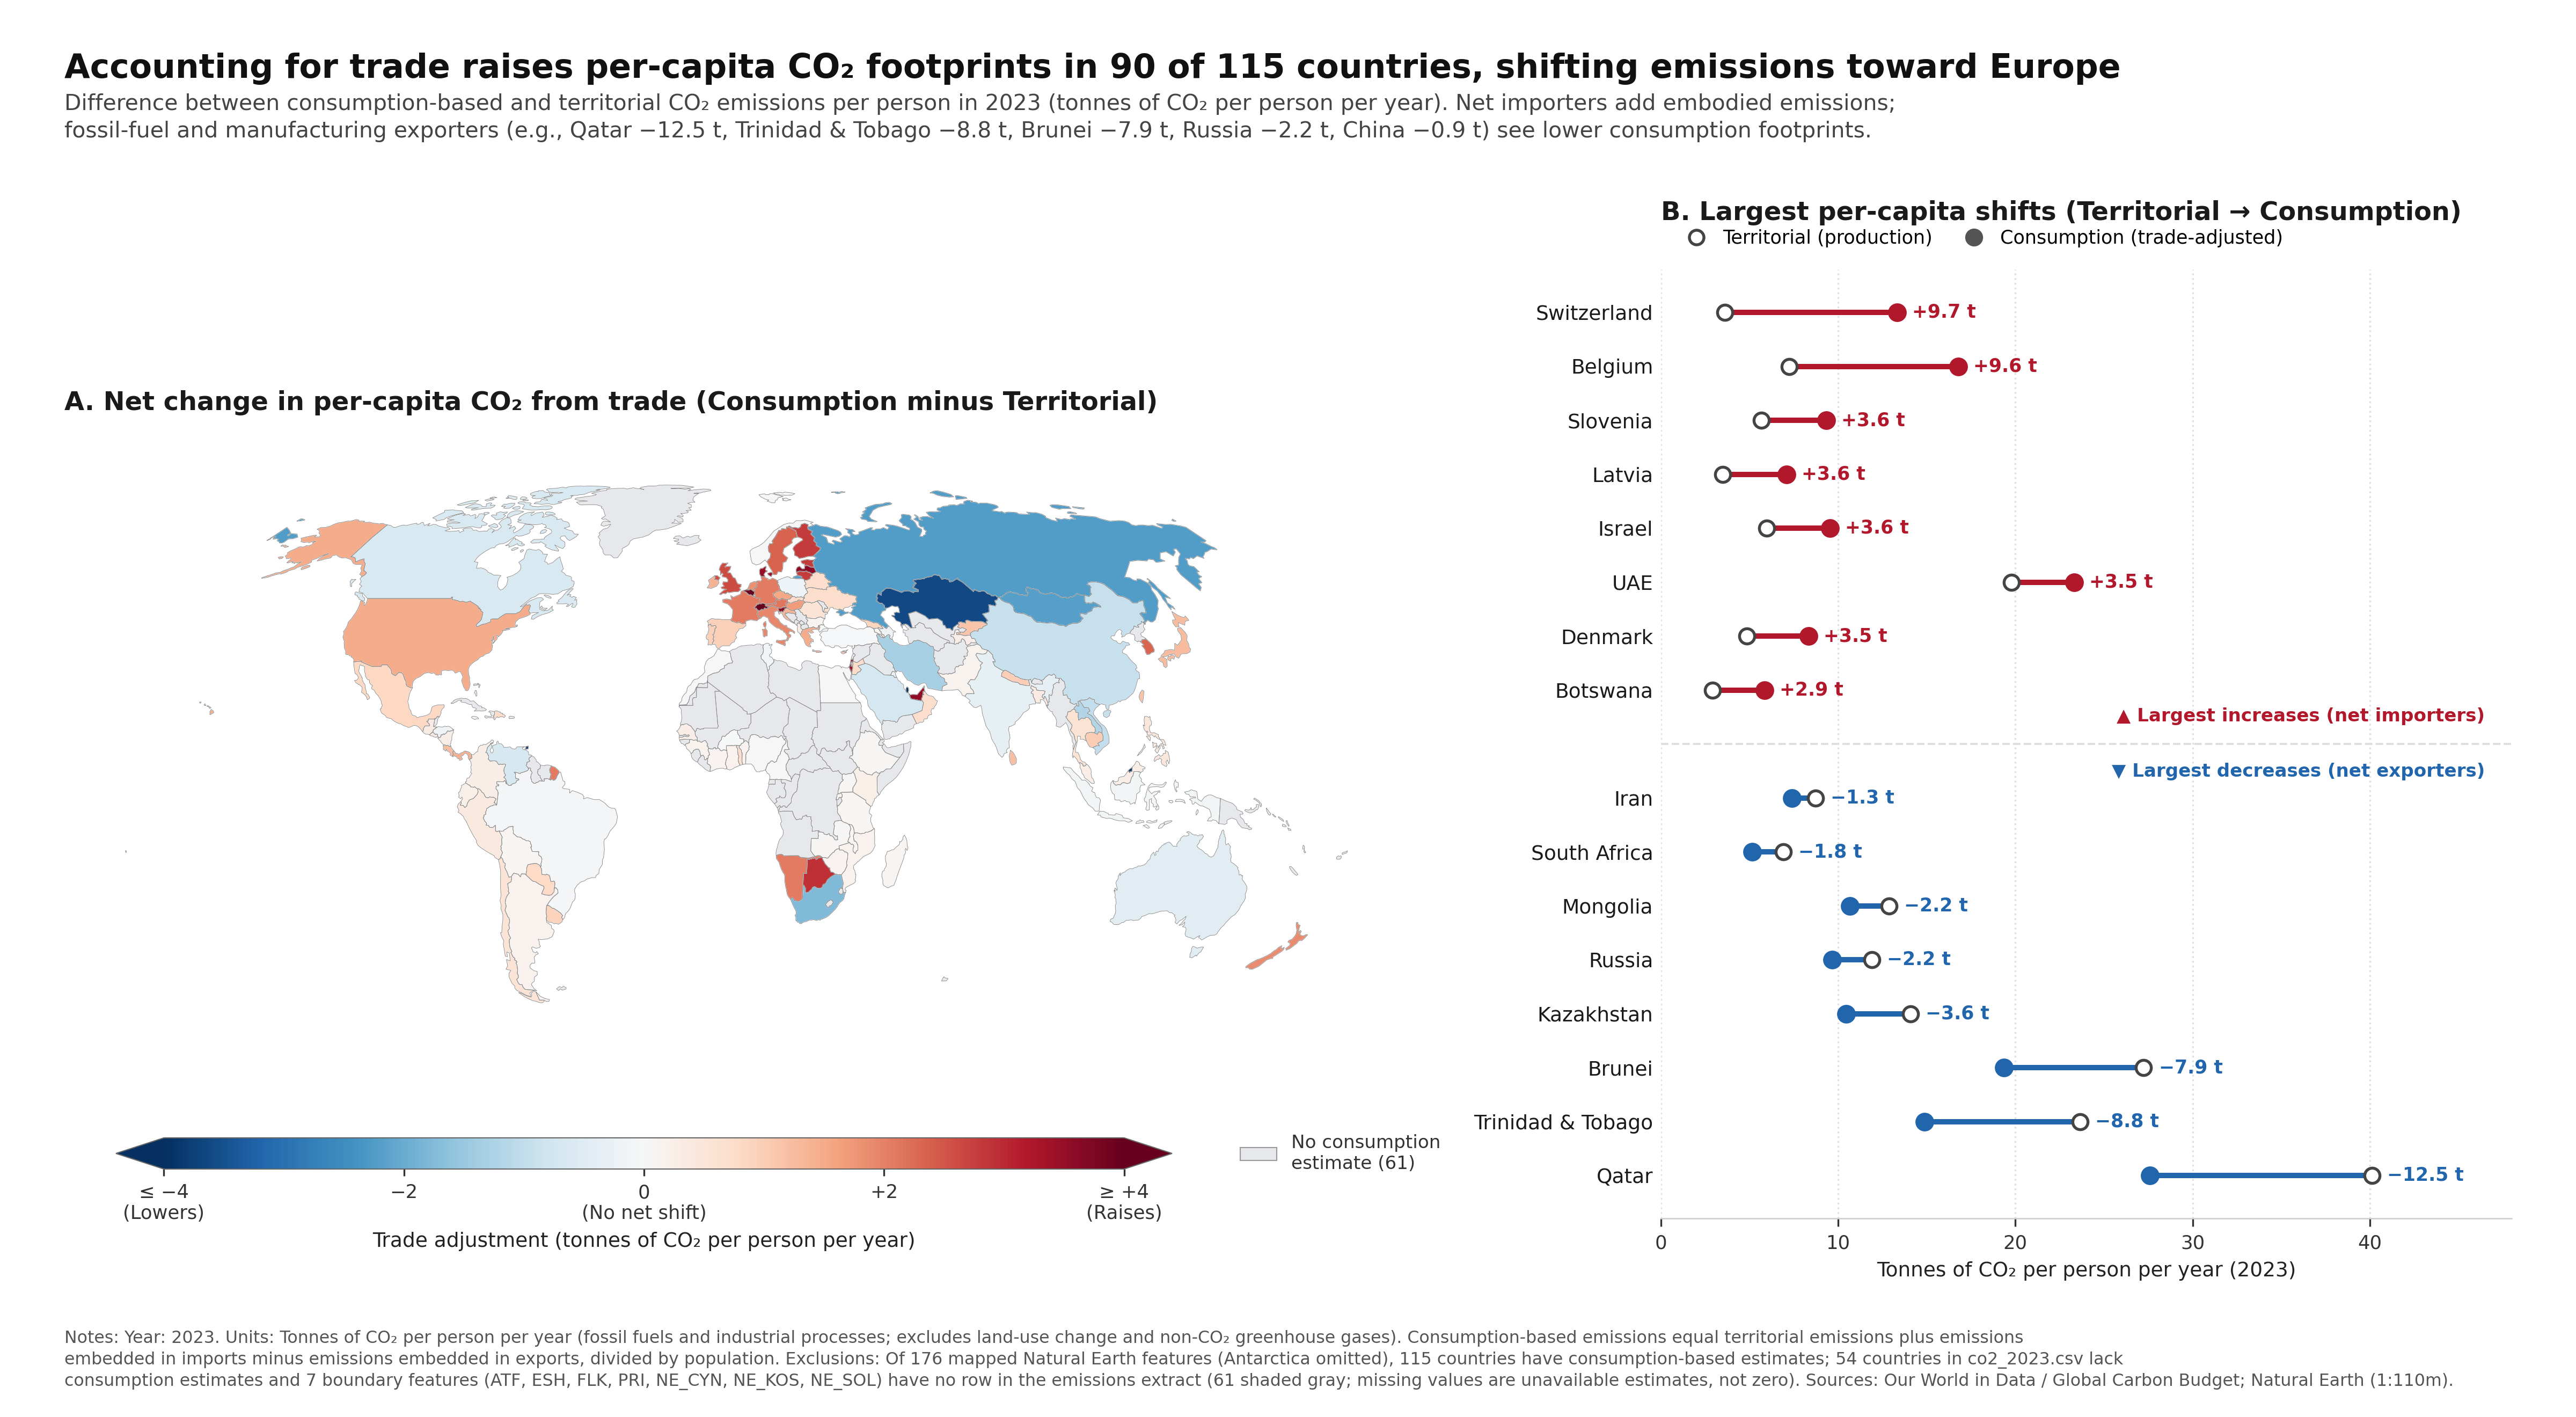 Accounting for trade raises per-capita CO₂ footprints in 90 of 115 countries, shifting emissions toward Europe
Difference between consumption-based and territorial CO₂ emissions per person in 2023 (tonnes of CO₂ per person per year). Net importers add embodied emissions;
fossil-fuel and manufacturing exporters (e.g., Qatar −12.5 t, Trinidad & Tobago −8.8 t, Brunei −7.9 t, Russia −2.2 t, China −0.9 t) see lower consumption footprints.
A. Net change in per-capita CO₂ from trade (Consumption minus Territorial)
≤ −4
(Lowers)
−2
0
(No net shift)
+2
≥ +4
(Raises)
Trade adjustment (tonnes of CO₂ per person per year)
No consumption
estimate (61)
B. Largest per-capita shifts (Territorial → Consumption)
Territorial (production)
Consumption (trade-adjusted)
Switzerland +9.7 t
Belgium +9.6 t
Slovenia +3.6 t
Latvia +3.6 t
Israel +3.6 t
UAE +3.5 t
Denmark +3.5 t
Botswana +2.9 t
▲ Largest increases (net importers)
▼ Largest decreases (net exporters)
Iran −1.3 t
South Africa −1.8 t
Mongolia −2.2 t
Russia −2.2 t
Kazakhstan −3.6 t
Brunei −7.9 t
Trinidad & Tobago −8.8 t
Qatar −12.5 t
0 10 20 30 40
Tonnes of CO₂ per person per year (2023)
Notes: Year: 2023. Units: Tonnes of CO₂ per person per year (fossil fuels and industrial processes; excludes land-use change and non-CO₂ greenhouse gases). Consumption-based emissions equal territorial emissions plus emissions
embedded in imports minus emissions embedded in exports, divided by population. Exclusions: Of 176 mapped Natural Earth features (Antarctica omitted), 115 countries have consumption-based estimates; 54 countries in co2_2023.csv lack
consumption estimates and 7 boundary features (ATF, ESH, FLK, PRI, NE_CYN, NE_KOS, NE_SOL) have no row in the emissions extract (61 shaded gray; missing values are unavailable estimates, not zero). Sources: Our World in Data / Global Carbon Budget; Natural Earth (1:110m).